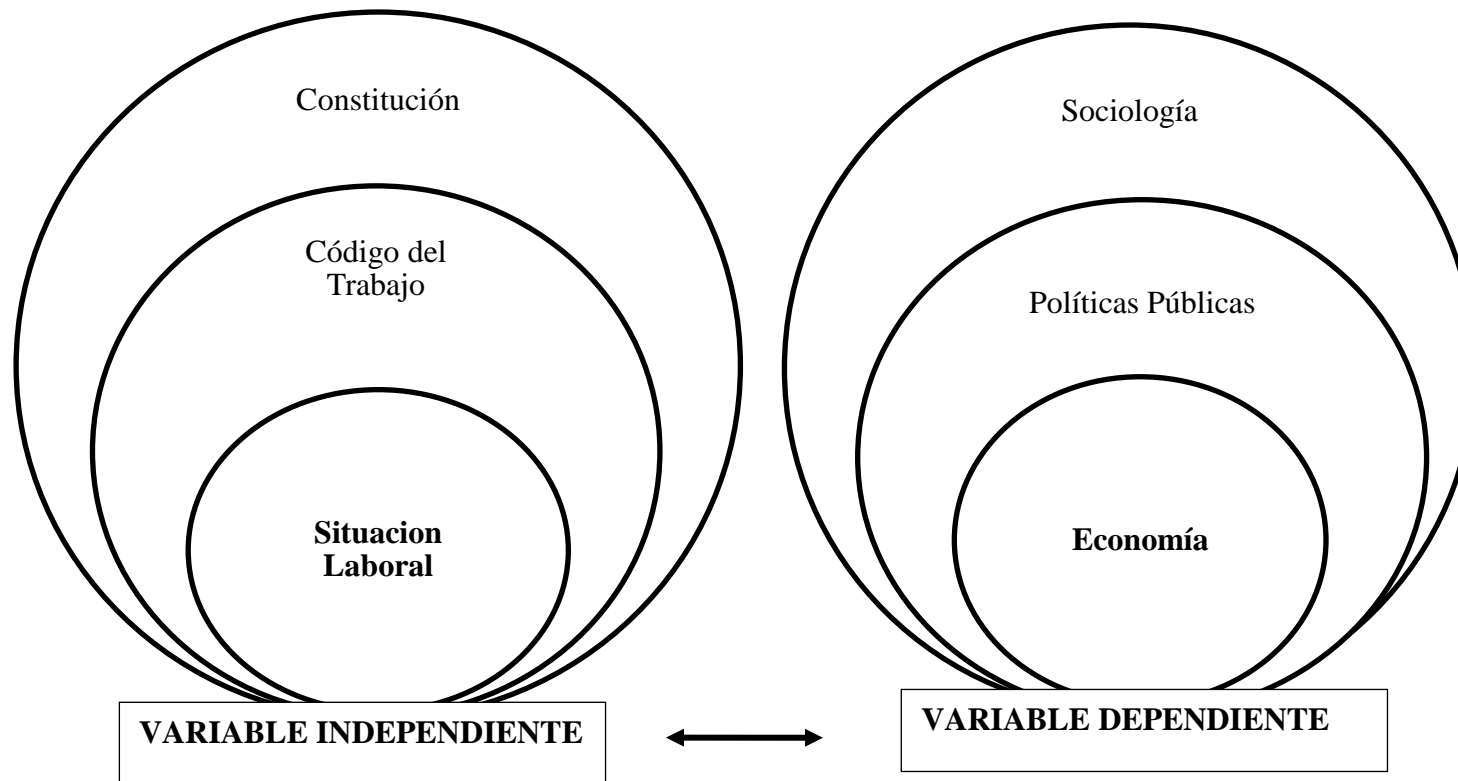 Constitución
Código del
Trabajo
Situacion
Laboral
VARIABLE INDEPENDIENTE
Sociología
Políticas Públicas
Economía
VARIABLE DEPENDIENTE